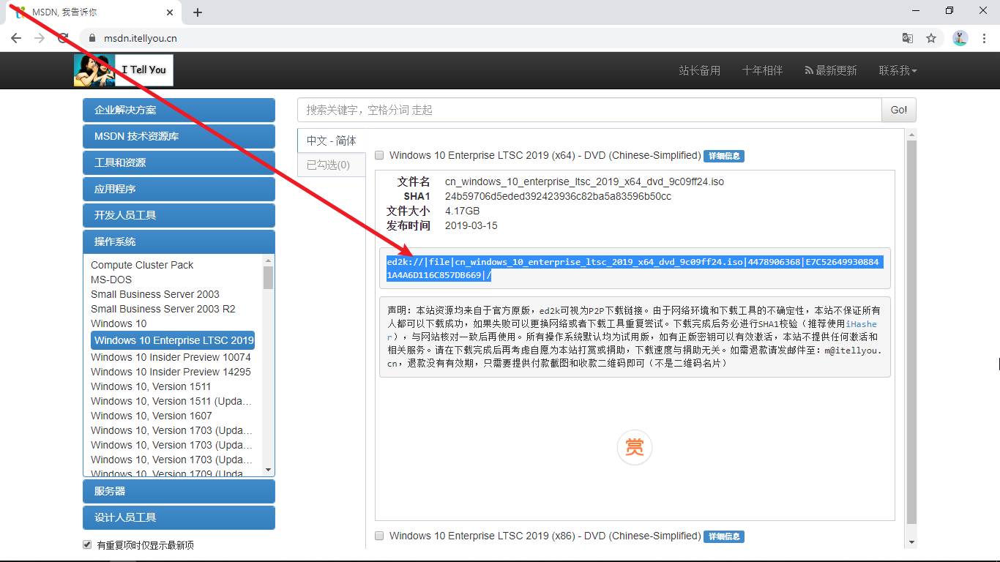 MSDN, 我告诉你
msdn.itellyou.cn
I Tell You
站长备用
十年相伴
最新更新
联系我
企业解决方案
MSDN 技术资源库
工具和资源
应用程序
开发人员工具
操作系统
Compute Cluster Pack
MS-DOS
Small Business Server 2003
Small Business Server 2003 R2
Windows 10
Windows 10 Enterprise LTSC 2019
Windows 10 Insider Preview 10074
Windows 10 Insider Preview 14295
Windows 10, Version 1511
Windows 10, Version 1511 (Upda…
Windows 10, Version 1607
Windows 10, Version 1703 (Upda…
Windows 10, Version 1703 (Upda…
Windows 10, Version 1703 (Upda…
Windows 10, Version 1709 (Upda
服务器
设计人员工具
有重复项时仅显示最新项
搜索关键字，空格分词 走起
Go!
中文 - 简体
已勾选(0)
Windows 10 Enterprise LTSC 2019 (x64) - DVD (Chinese-Simplified) 详细信息
文件名 cn_windows_10_enterprise_ltsc_2019_x64_dvd_9c09ff24.iso
SHA1 24b59706d5eded392423936c82ba5a83596b50cc
文件大小 4.17GB
发布时间 2019-03-15
ed2k://|file|cn_windows_10_enterprise_ltsc_2019_x64_dvd_9c09ff24.iso|4478906368|E7C526499308841
A4A6D116C857DB669|/
声明：本站资源均来自于官方原版，ed2k可视为P2P下载链接。由于网络环境和下载工具的不确定性，本站不保证所有
人都可以下载成功，如果失败可以更换网络或者下载工具重复尝试。下载完成后务必进行SHA1校验（推荐使用iHashe
r），与网站核对一致后再使用。所有操作系统默认均为试用版，如有正版密钥可以有效激活，本站不提供任何激活和
相关服务。请在下载完成后再考虑自愿为本站打赏或捐助，下载速度与捐助无关。如需退款请发邮件至：m@itellyou.
cn，退款没有有效期，只需要提供付款截图和收款二维码即可（不是二维码名片）
赏
Windows 10 Enterprise LTSC 2019 (x86) - DVD (Chinese-Simplified) 详细信息